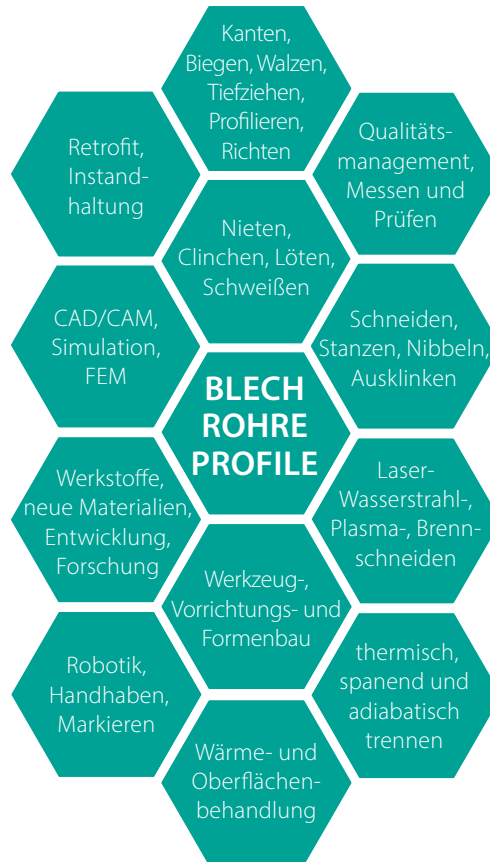 Kanten,
Biegen, Walzen,
Tiefziehen,
Profilieren,
Richten
Retrofit,
Instand-
haltung
Qualitäts-
management,
Messen und
Prüfen
Nieten,
Clinchen, Löten,
Schweißen
CAD/CAM,
Simulation,
FEM
Schneiden,
Stanzen, Nibbeln,
Ausklinken
BLECH
ROHRE
PROFILE
Werkstoffe,
neue Materialien,
Entwicklung,
Forschung
Laser-
Wasserstrahl-,
Plasma-, Brenn-
schneiden
Werkzeug-,
Vorrichtungs- und
Formenbau
Robotik,
Handhaben,
Markieren
thermisch,
spanend und
adiabatisch
trennen
Wärme- und
Oberflächen-
behandlung